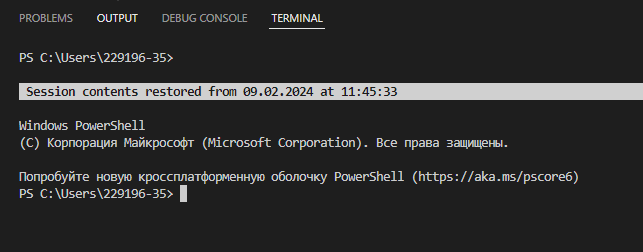 PROBLEMS OUTPUT DEBUG CONSOLE TERMINAL
PS C:\Users\229196-35>
Session contents restored from 09.02.2024 at 11:45:33
Windows PowerShell
(C) Корпорация Майкрософт (Microsoft Corporation). Все права защищены.
Попробуйте новую кроссплатформенную оболочку PowerShell (https://aka.ms/pscore6)
PS C:\Users\229196-35>